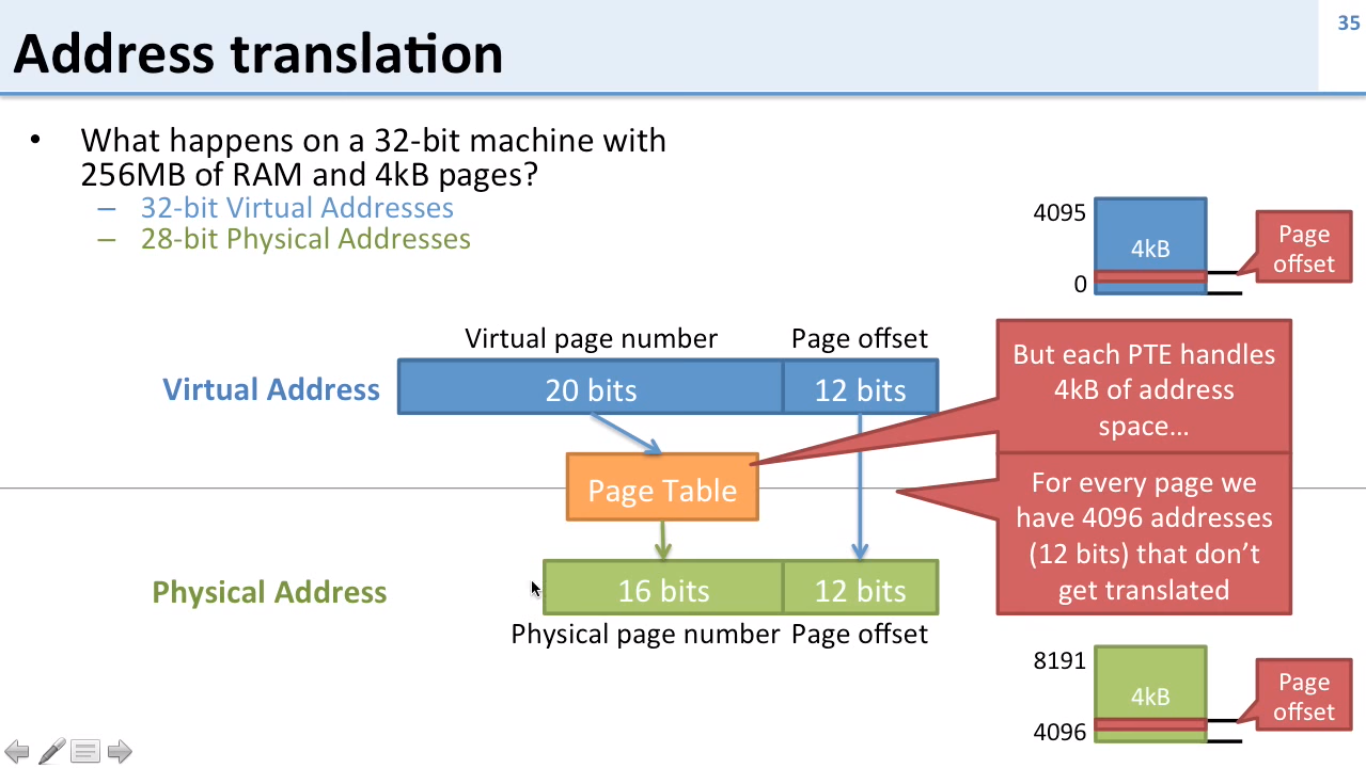 35
Address translation
• What happens on a 32-bit machine with
256MB of RAM and 4kB pages?
– 32-bit Virtual Addresses
– 28-bit Physical Addresses
4095
4kB
0
Page
offset
Virtual page number
Page offset
Virtual Address
20 bits
12 bits
But each PTE handles
4kB of address
space...
Page Table
For every page we
have 4096 addresses
(12 bits) that don’t
get translated
Physical Address
16 bits
12 bits
Physical page number
Page offset
8191
4kB
4096
Page
offset